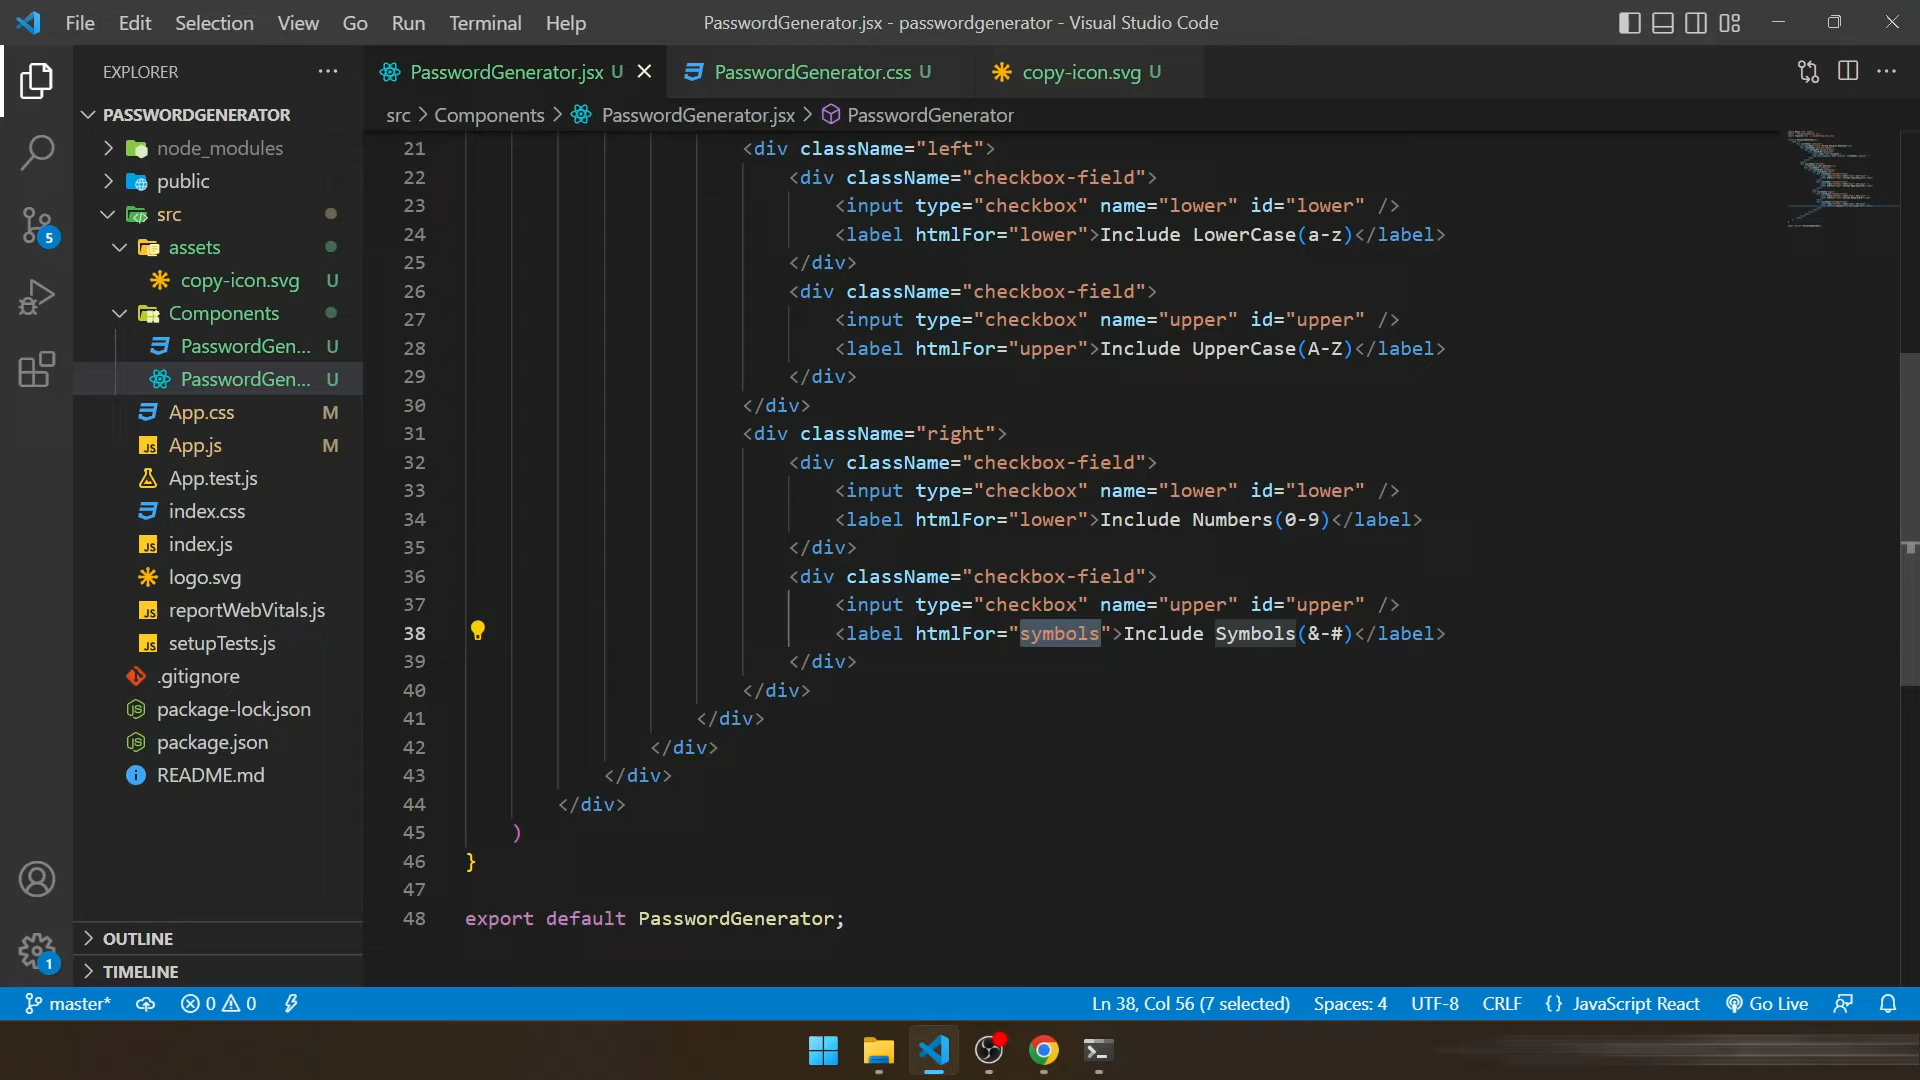 File Edit Selection View Go Run Terminal Help
PasswordGenerator.jsx - passwordgenerator - Visual Studio Code
EXPLORER
PASSWORDGENERATOR
node_modules
public
src
assets
copy-icon.svg U
Components
PasswordGen... U
PasswordGen... U
App.css M
JS App.js M
App.test.js
index.css
JS index.js
logo.svg
JS reportWebVitals.js
JS setupTests.js
.gitignore
package-lock.json
package.json
README.md
OUTLINE
TIMELINE
5
1
PasswordGenerator.jsx U
PasswordGenerator.css U
copy-icon.svg U
src > Components > PasswordGenerator.jsx > PasswordGenerator
21 <div className="left">
22 <div className="checkbox-field">
23 <input type="checkbox" name="lower" id="lower" />
24 <label htmlFor="lower">Include LowerCase(a-z)</label>
25 </div>
26 <div className="checkbox-field">
27 <input type="checkbox" name="upper" id="upper" />
28 <label htmlFor="upper">Include UpperCase(A-Z)</label>
29 </div>
30 </div>
31 <div className="right">
32 <div className="checkbox-field">
33 <input type="checkbox" name="lower" id="lower" />
34 <label htmlFor="lower">Include Numbers(0-9)</label>
35 </div>
36 <div className="checkbox-field">
37 <input type="checkbox" name="upper" id="upper" />
38 <label htmlFor="symbols">Include Symbols(&-#)</label>
39 </div>
40 </div>
41 </div>
42 </div>
43 </div>
44 </div>
45 )
46 }
47
48 export default PasswordGenerator;
master* 0 0 Ln 38, Col 56 (7 selected) Spaces: 4 UTF-8 CRLF {} JavaScript React Go Live